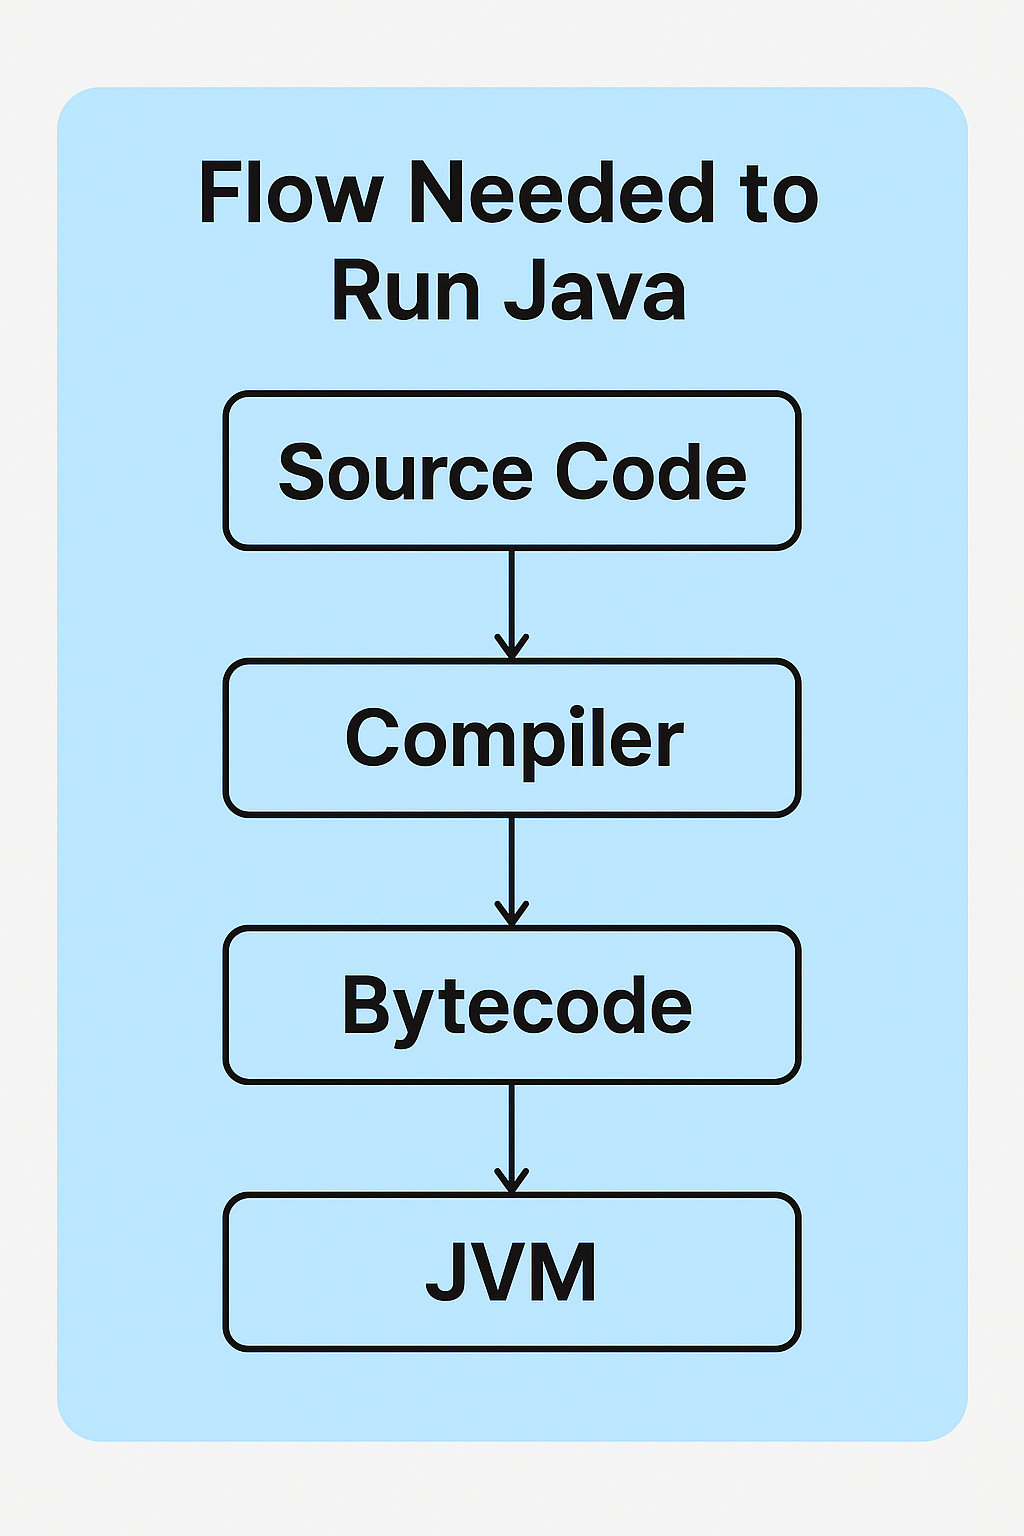 Flow Needed to
Run Java
Source Code
Compiler
Bytecode
JVM